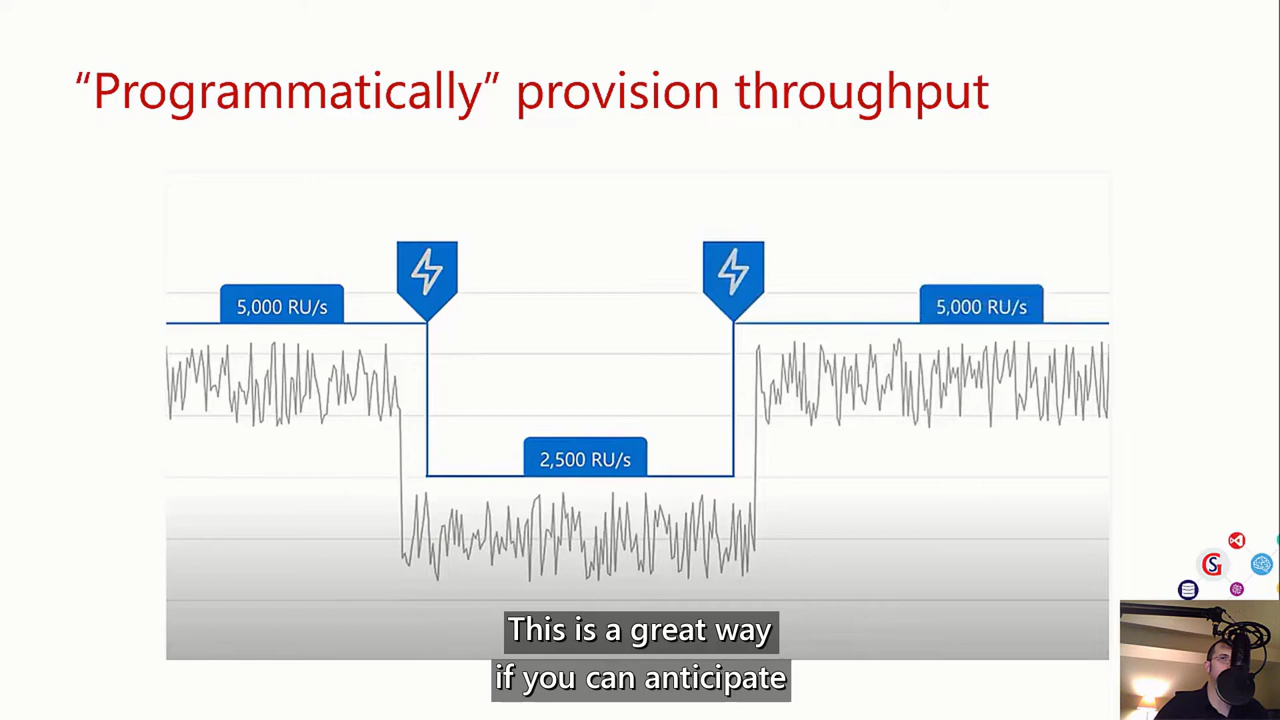 “Programmatically” provision throughput
5,000 RU/s
5,000 RU/s
2,500 RU/s
This is a great way
if you can anticipate